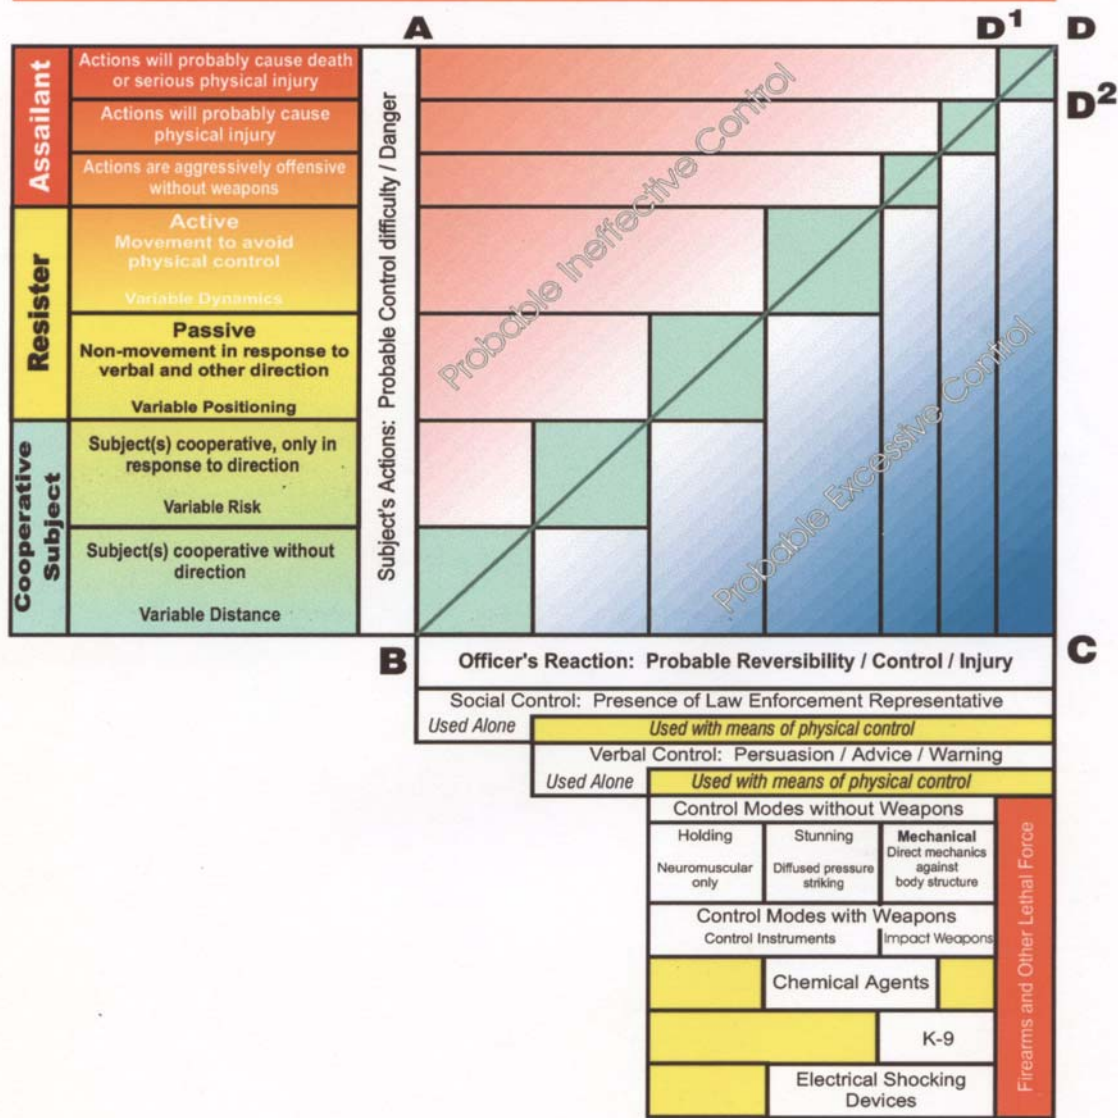 A
D1
D
D2
Assailant
Actions will probably cause death
or serious physical injury
Actions will probably cause
physical injury
Actions are aggressively offensive
without weapons
Resister
Active
Movement to avoid
physical control
Variable Dynamics
Passive
Non-movement in response to
verbal and other direction
Variable Positioning
Cooperative
Subject
Subject(s) cooperative, only in
response to direction
Variable Risk
Subject(s) cooperative without
direction
Variable Distance
Subject's Actions: Probable Control difficulty / Danger
Probable Ineffective Control
Probable Excessive Control
B
C
Officer's Reaction: Probable Reversibility / Control / Injury
Social Control: Presence of Law Enforcement Representative
Used Alone
Used with means of physical control
Verbal Control: Persuasion / Advice / Warning
Used Alone
Used with means of physical control
Control Modes without Weapons
Holding
Neuromuscular
only
Stunning
Diffused pressure
striking
Mechanical
Direct mechanics
against
body structure
Control Modes with Weapons
Control Instruments
Impact Weapons
Chemical Agents
K-9
Electrical Shocking
Devices
Firearms and Other Lethal Force